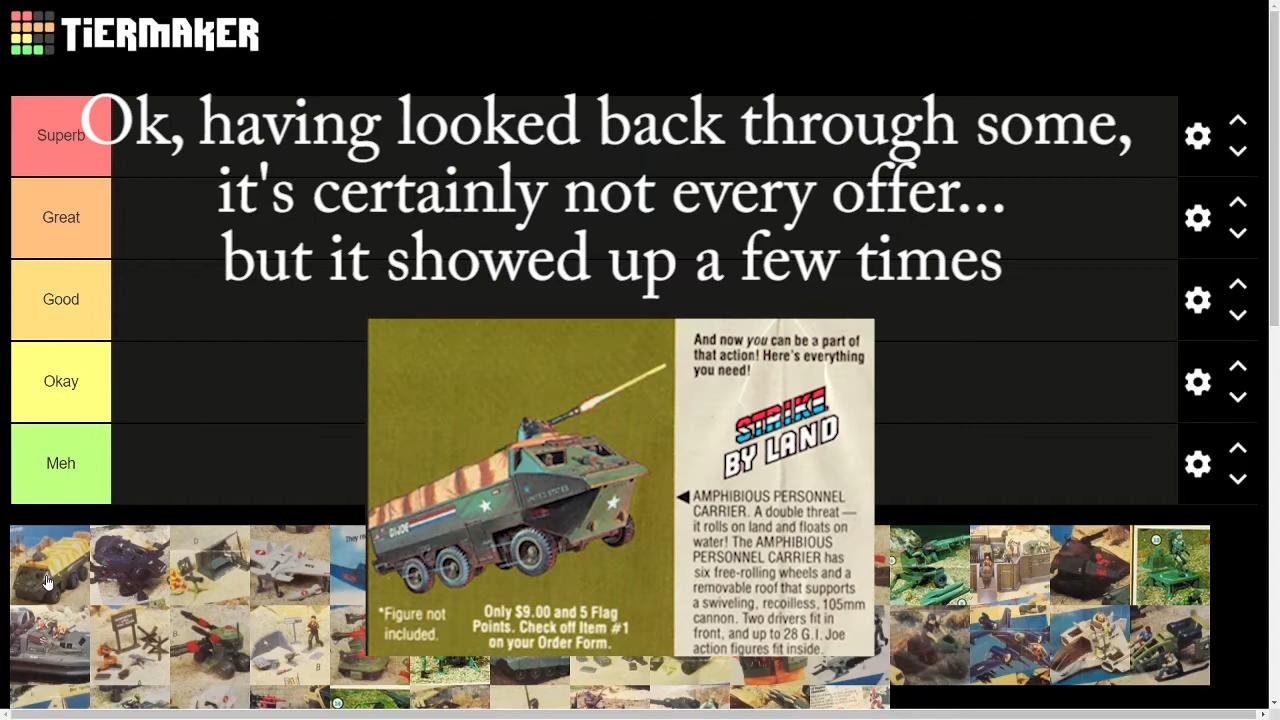 TiERMAKER
Superb
Ok, having looked back through some,
it's certainly not every offer...
but it showed up a few times
Great
Good
Okay
Meh
And now you can be a part of
that action! Here's everything
you need!
STRIKE
BY LAND
AMPHIBIOUS PERSONNEL
CARRIER. A double threat —
it rolls on land and floats on
water! The AMPHIBIOUS
PERSONNEL CARRIER has
six free-rolling wheels and a
removable roof that supports
a swiveling, recoilless, 105mm
cannon. Two drivers fit in
front, and up to 28 G.I. Joe
action figures fit inside.
G.I. JOE
*Figure not
included.
Only $9.00 and 5 Flag
Points. Check off Item #1
on your Order Form.
They re
D
B